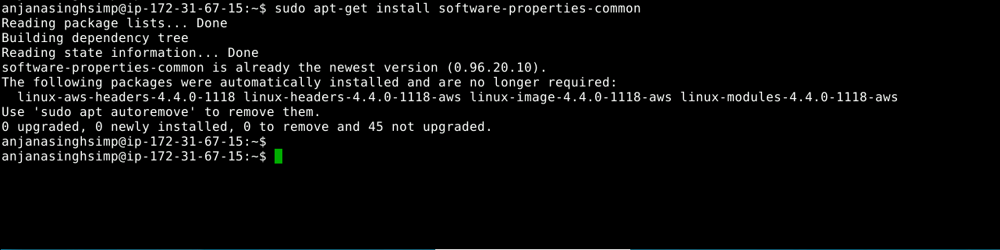 anjanasinghsimp@ip-172-31-67-15:~$ sudo apt-get install software-properties-common
Reading package lists... Done
Building dependency tree
Reading state information... Done
software-properties-common is already the newest version (0.96.20.10).
The following packages were automatically installed and are no longer required:
  linux-aws-headers-4.4.0-1118 linux-headers-4.4.0-1118-aws linux-image-4.4.0-1118-aws linux-modules-4.4.0-1118-aws
Use 'sudo apt autoremove' to remove them.
0 upgraded, 0 newly installed, 0 to remove and 45 not upgraded.
anjanasinghsimp@ip-172-31-67-15:~$
anjanasinghsimp@ip-172-31-67-15:~$